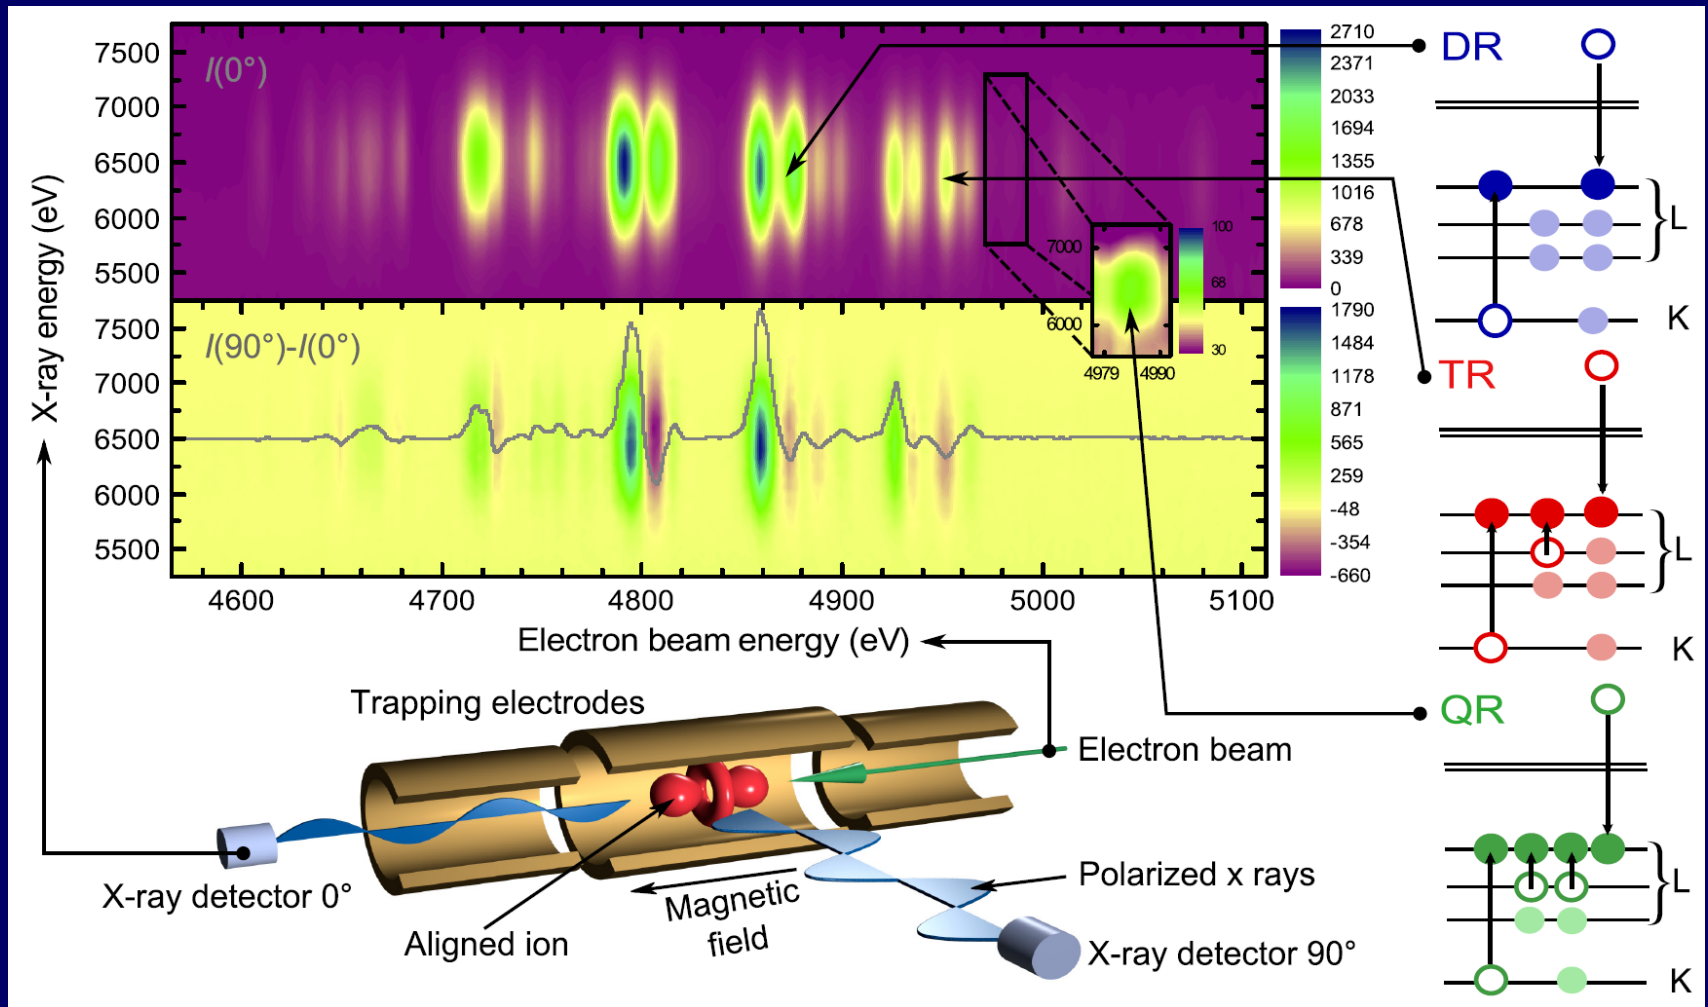 I(0°)
7500
7000
6500
6000
5500
2710
2371
2033
1694
1355
1016
678
339
0
7000
6000
4979 4990
100
68
30
I(90°)-I(0°)
7500
7000
6500
6000
5500
1790
1484
1178
871
565
259
-48
-354
-660
4600 4700 4800 4900 5000 5100
X-ray energy (eV)
Electron beam energy (eV)
DR
L
K
TR
L
K
QR
L
K
Trapping electrodes
Electron beam
Polarized x rays
X-ray detector 0°
Aligned ion
Magnetic
field
X-ray detector 90°